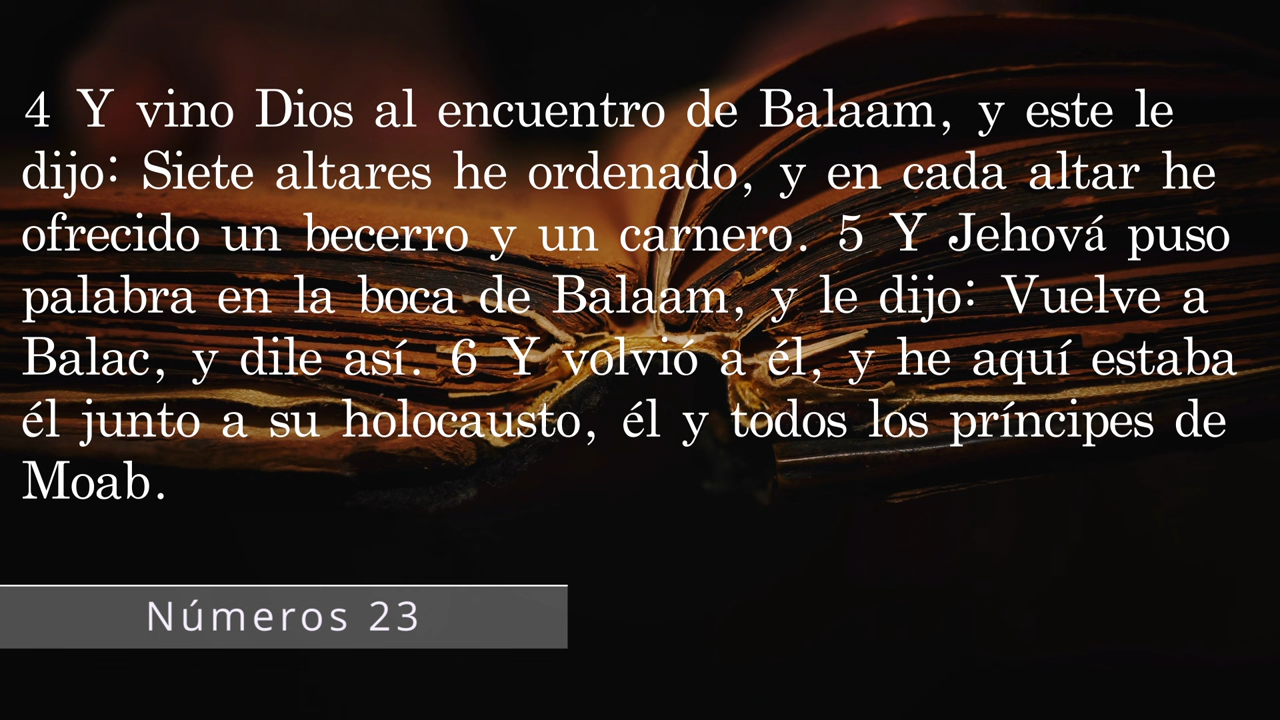 4 Y vino Dios al encuentro de Balaam, y este le
dijo: Siete altares he ordenado, y en cada altar he
ofrecido un becerro y un carnero. 5 Y Jehová puso
palabra en la boca de Balaam, y le dijo: Vuelve a
Balac, y dile así. 6 Y volvió a él, y he aquí estaba
él junto a su holocausto, él y todos los príncipes de
Moab.
Números 23